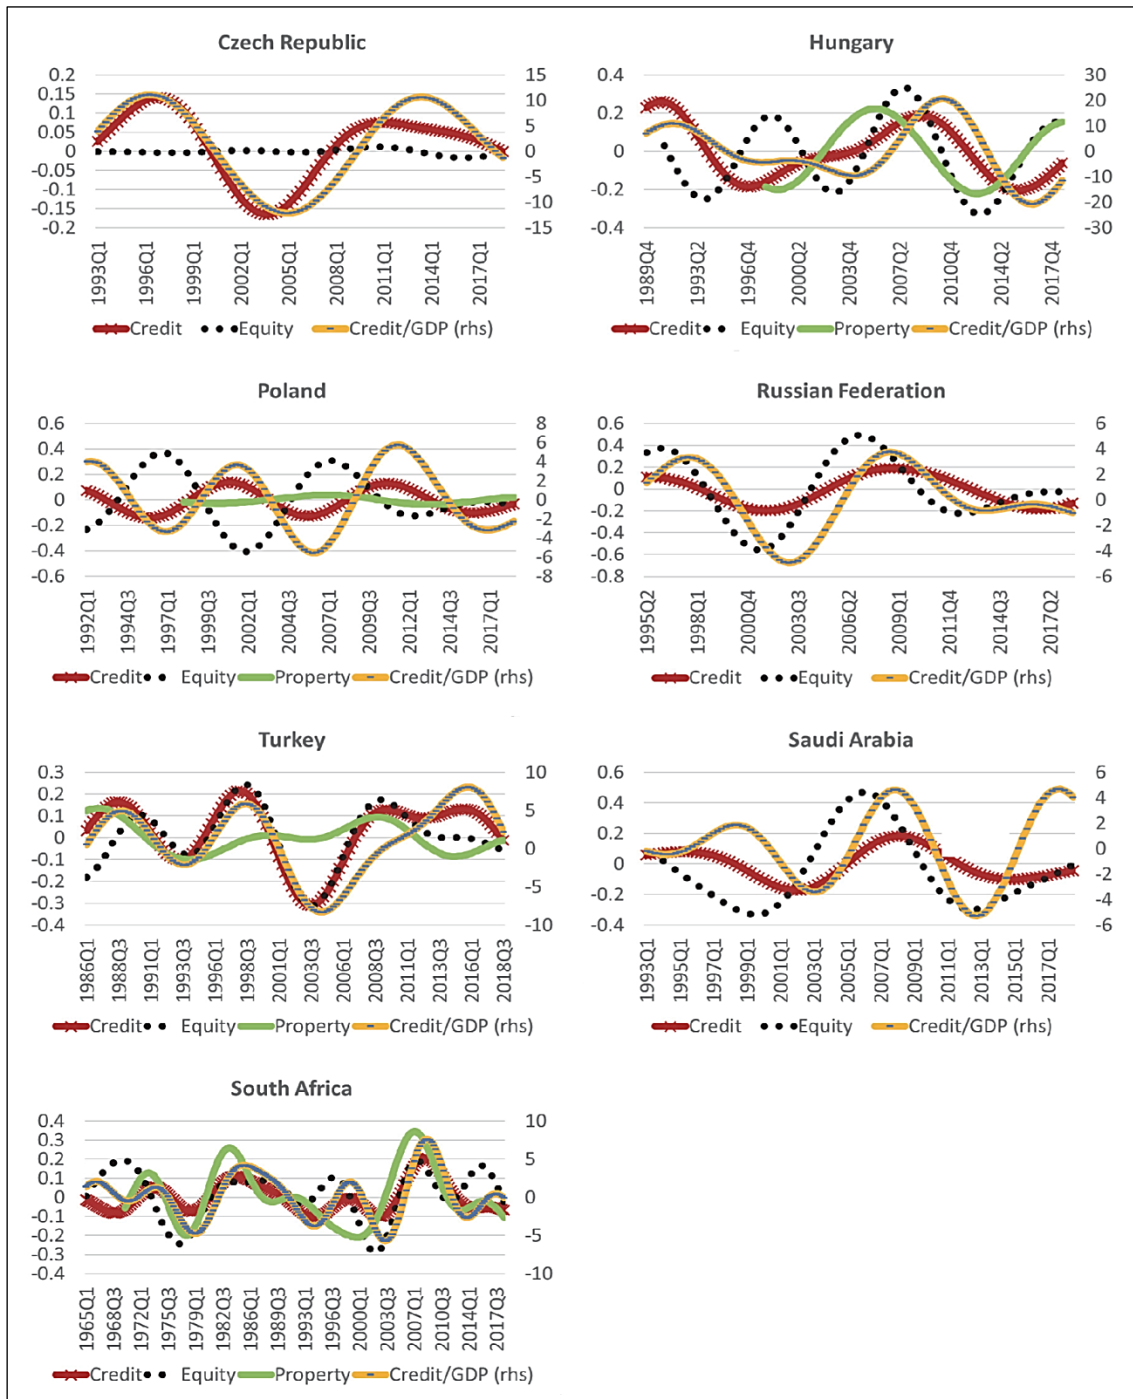 Czech Republic
0.2
0.15
0.1
0.05
0
-0.05
-0.1
-0.15
-0.2
15
10
5
0
-5
-10
-15
1993Q1
1996Q1
1999Q1
2002Q1
2005Q1
2008Q1
2011Q1
2014Q1
2017Q1
Credit Equity Credit/GDP (rhs)
Hungary
0.4
0.2
0
-0.2
-0.4
30
20
10
0
-10
-20
-30
1989Q4
1993Q2
1996Q4
2000Q2
2003Q4
2007Q2
2010Q4
2014Q2
2017Q4
Credit Equity Property Credit/GDP (rhs)
Poland
0.6
0.4
0.2
0
-0.2
-0.4
-0.6
8
6
4
2
0
-2
-4
-6
-8
1992Q1
1994Q3
1997Q1
1999Q3
2002Q1
2004Q3
2007Q1
2009Q3
2012Q1
2014Q3
2017Q1
Credit Equity Property Credit/GDP (rhs)
Russian Federation
0.6
0.4
0.2
0
-0.2
-0.4
-0.6
-0.8
6
4
2
0
-2
-4
-6
1995Q2
1998Q1
2000Q4
2003Q3
2006Q2
2009Q1
2011Q4
2014Q3
2017Q2
Credit Equity Credit/GDP (rhs)
Turkey
0.3
0.2
0.1
0
-0.1
-0.2
-0.3
-0.4
10
5
0
-5
-10
1986Q1
1988Q3
1991Q1
1993Q3
1996Q1
1998Q3
2001Q1
2003Q3
2006Q1
2008Q3
2011Q1
2013Q3
2016Q1
2018Q3
Credit Equity Property Credit/GDP (rhs)
Saudi Arabia
0.6
0.4
0.2
0
-0.2
-0.4
6
4
2
0
-2
-4
-6
1993Q1
1995Q1
1997Q1
1999Q1
2001Q1
2003Q1
2005Q1
2007Q1
2009Q1
2011Q1
2013Q1
2015Q1
2017Q1
Credit Equity Credit/GDP (rhs)
South Africa
0.4
0.3
0.2
0.1
0
-0.1
-0.2
-0.3
-0.4
10
5
0
-5
-10
1965Q1
1968Q3
1972Q1
1975Q3
1979Q1
1982Q3
1986Q1
1989Q3
1993Q1
1996Q3
2000Q1
2003Q3
2007Q1
2010Q3
2014Q1
2017Q3
Credit Equity Property Credit/GDP (rhs)